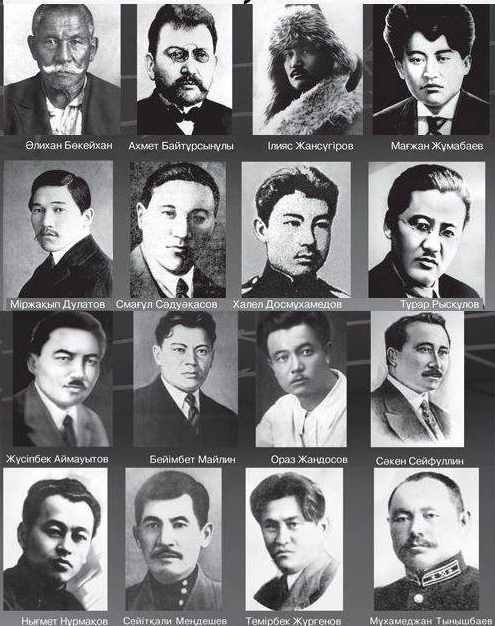 Әлихан Бөкейхан Ахмет Байтұрсынұлы Ілияс Жансүгіров Мағжан Жұмабаев
Міржақып Дулатов Смағұл Сәдуақасов Халел Досмұхамедов Тұрар Рысқұлов
Жүсіпбек Аймауытов Бейімбет Майлин Ораз Жандосов Сәкен Сейфуллин
Нығмет Нұрмақов Сейітқали Меңдешев Темірбек Жүргенов Мұхамеджан Тынышбаев